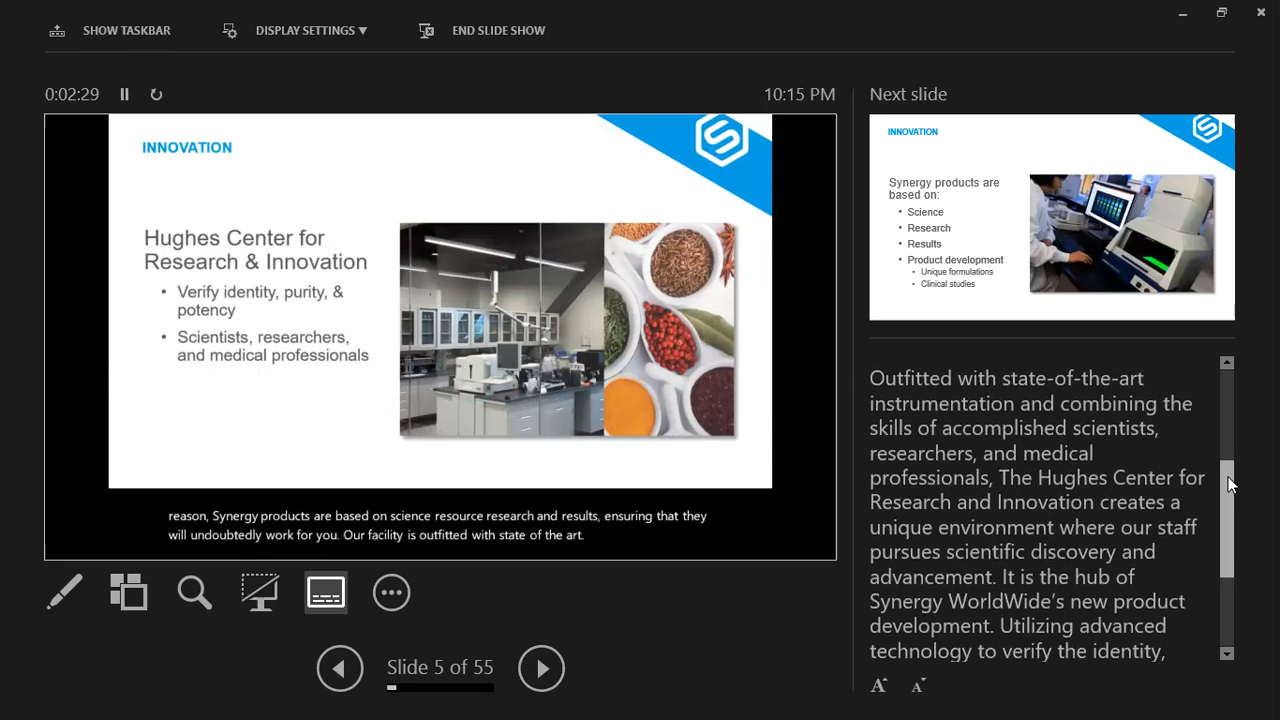 SHOW TASKBAR
DISPLAY SETTINGS ▼
END SLIDE SHOW
0:02:29
10:15 PM
INNOVATION
Hughes Center for
Research & Innovation
• Verify identity, purity, &
potency
• Scientists, researchers,
and medical professionals
reason, Synergy products are based on science resource research and results, ensuring that they
will undoubtedly work for you. Our facility is outfitted with state of the art.
Slide 5 of 55
Next slide
INNOVATION
Synergy products are
based on:
• Science
• Research
• Results
• Product development
• Unique formulations
• Clinical studies
Outfitted with state-of-the-art
instrumentation and combining the
skills of accomplished scientists,
researchers, and medical
professionals, The Hughes Center for
Research and Innovation creates a
unique environment where our staff
pursues scientific discovery and
advancement. It is the hub of
Synergy WorldWide’s new product
development. Utilizing advanced
technology to verify the identity,
A
A